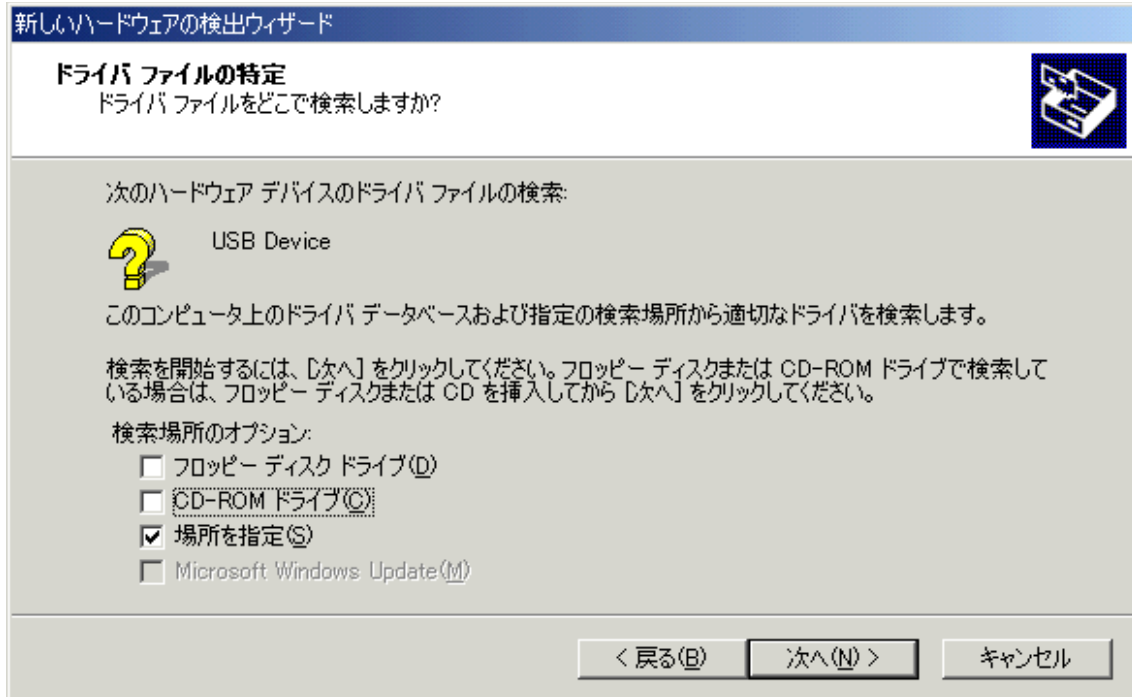 新しいハードウェアの検出ウィザード
ドライバ ファイルの特定
ドライバ ファイルをどこで検索しますか?
次のハードウェア デバイスのドライバ ファイルの検索:
USB Device
このコンピュータ上のドライバ データベースおよび指定の検索場所から適切なドライバを検索します。
検索を開始するには、[次へ] をクリックしてください。フロッピー ディスクまたは CD-ROM ドライブで検索して
いる場合は、フロッピー ディスクまたは CD を挿入してから [次へ] をクリックしてください。
検索場所のオプション:
フロッピー ディスク ドライブ(D)
CD-ROM ドライブ(C)
場所を指定(S)
Microsoft Windows Update(M)
< 戻る(B) 次へ(N) > キャンセル